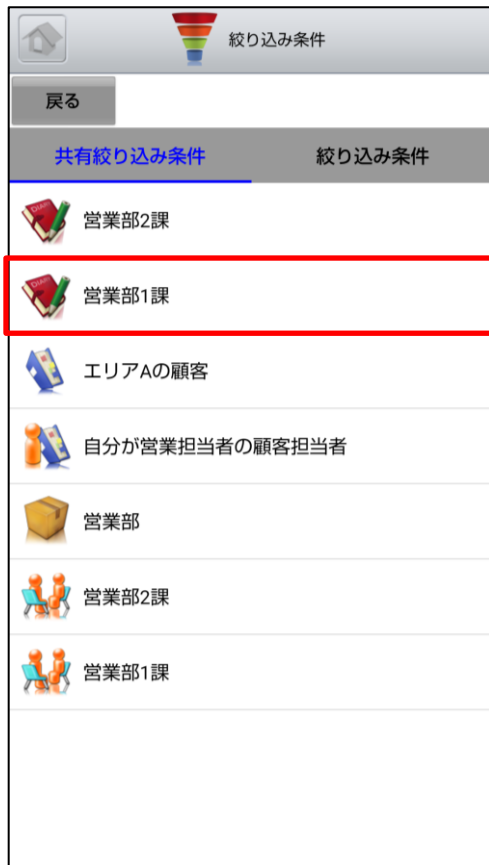 絞り込み条件
戻る
共有絞り込み条件
絞り込み条件
営業部2課
営業部1課
エリアAの顧客
自分が営業担当者の顧客担当者
営業部
営業部2課
営業部1課